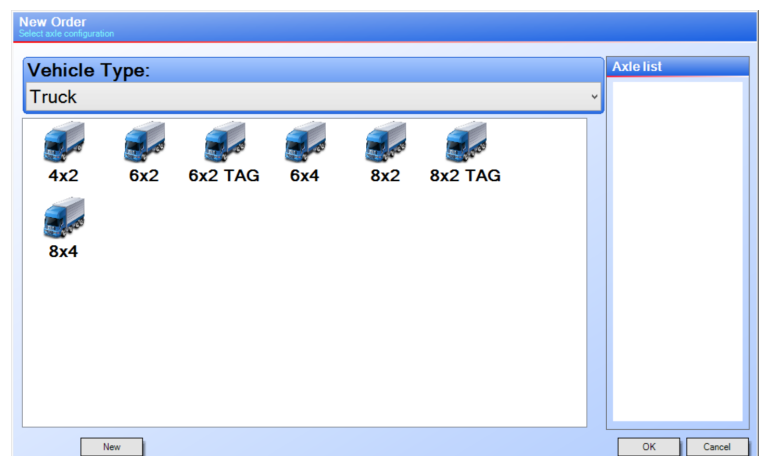 New Order
Select axle configuration
Vehicle Type:
Truck
Axle list
4x2
6x2
6x2 TAG
6x4
8x2
8x2 TAG
8x4
New
OK
Cancel